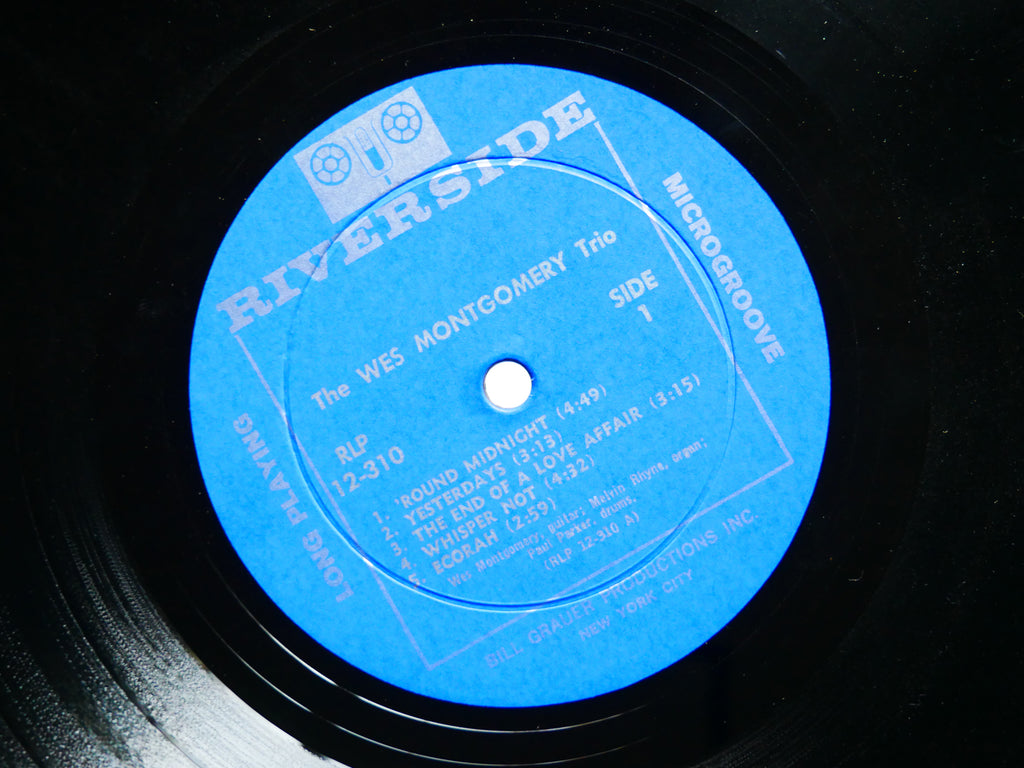 RIVERSIDE
MICROGROOVE
The WES MONTGOMERY Trio
SIDE
1
LONG PLAYING
RLP
12-310
1. 'ROUND MIDNIGHT (4:49)
2. YESTERDAYS (3:13)
3. THE END OF A LOVE AFFAIR (3:15)
4. WHISPER NOT (4:32)
5. ECORAH (2:59)
Wes Montgomery, guitar; Melvin Rhyne, organ;
Paul Parker, drums.
(RLP 12-310 A)
BILL GRAUER PRODUCTIONS INC.
NEW YORK CITY